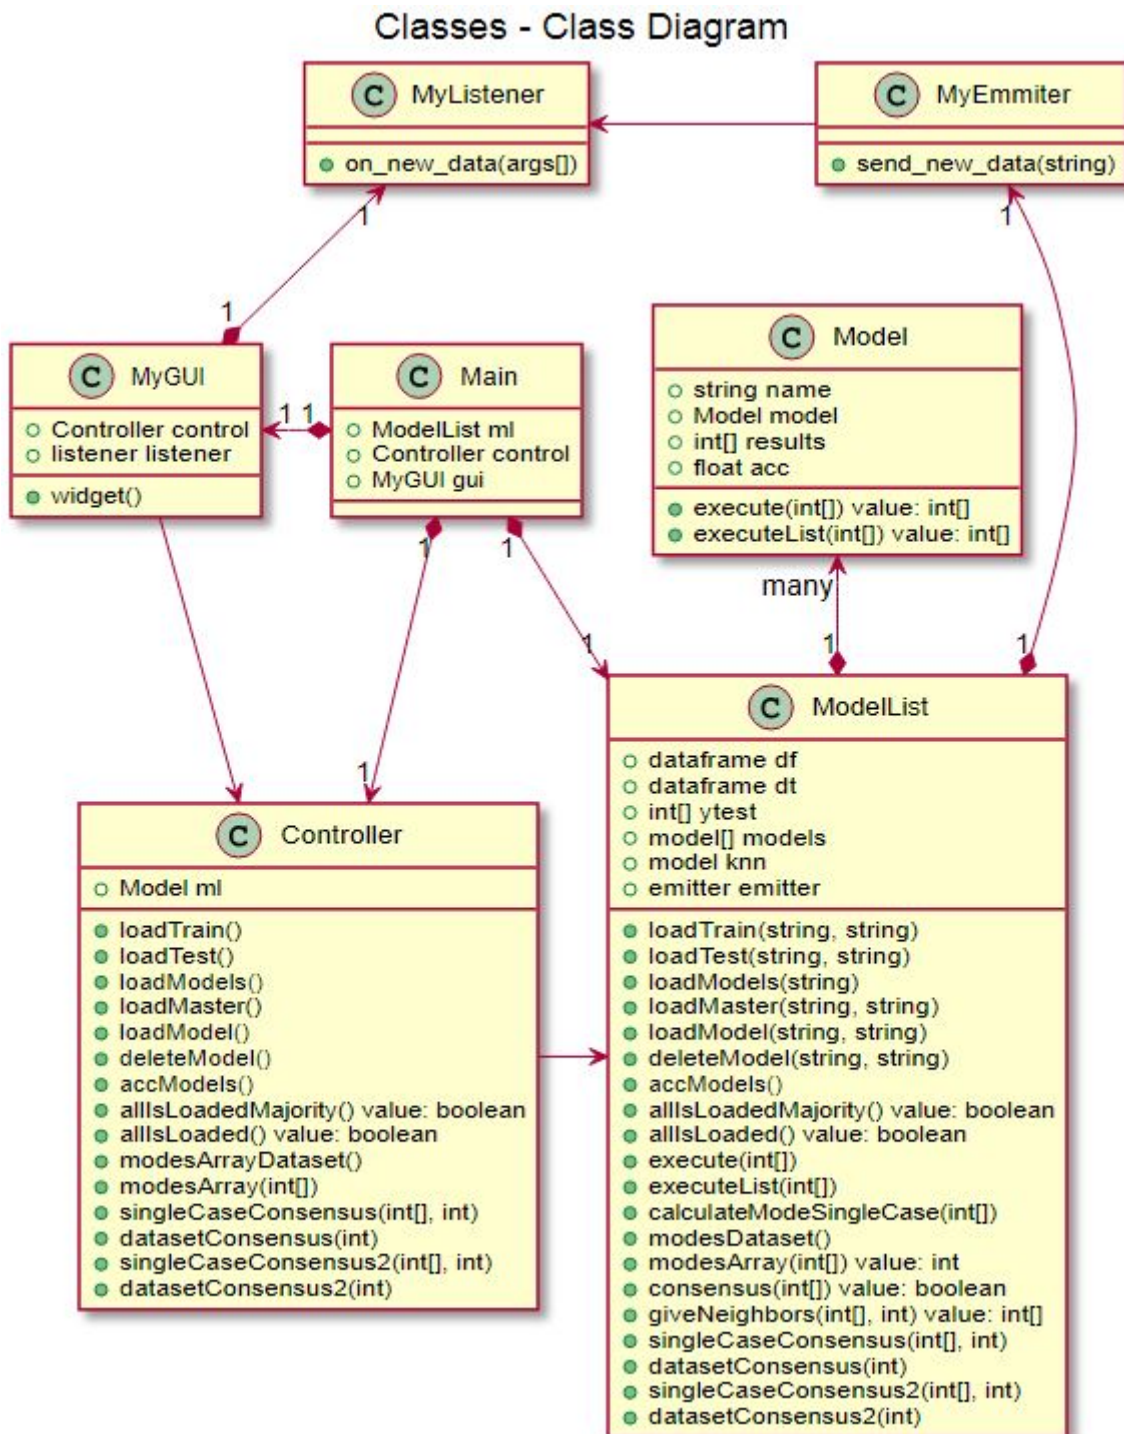 Classes - Class Diagram
C MyListener
on_new_data(args[])
C MyEmmiter
send_new_data(string)
1
1
1
C MyGUI
Controller control
listener listener
widget()
1 1
C Main
ModelList ml
Controller control
MyGUI gui
C Model
string name
Model model
int[] results
float acc
execute(int[]) value: int[]
executeList(int[]) value: int[]
1
1
many
1
1
1
1
C Controller
Model ml
loadTrain()
loadTest()
loadModels()
loadMaster()
loadModel()
deleteModel()
accModels()
allIsLoadedMajority() value: boolean
allIsLoaded() value: boolean
modesArrayDataset()
modesArray(int[])
singleCaseConsensus(int[], int)
datasetConsensus(int)
singleCaseConsensus2(int[], int)
datasetConsensus2(int)
C ModelList
dataframe df
dataframe dt
int[] ytest
model[] models
model knn
emitter emitter
loadTrain(string, string)
loadTest(string, string)
loadModels(string)
loadMaster(string, string)
loadModel(string, string)
deleteModel(string, string)
accModels()
allIsLoadedMajority() value: boolean
allIsLoaded() value: boolean
execute(int[])
executeList(int[])
calculateModeSingleCase(int[])
modesDataset()
modesArray(int[]) value: int
consensus(int[]) value: boolean
giveNeighbors(int[], int) value: int[]
singleCaseConsensus(int[], int)
datasetConsensus(int)
singleCaseConsensus2(int[], int)
datasetConsensus2(int)